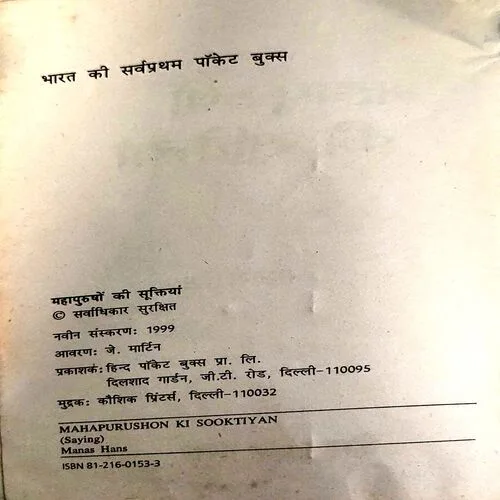 भारत की सर्वप्रथम पॉकेट बुक्स
महापुरुषों की सूक्तियां
© सर्वाधिकार सुरक्षित
नवीन संस्करण: 1999
आवरण: जे. मार्टिन
प्रकाशक: हिन्द पॉकेट बुक्स प्रा. लि.
दिलशाद गार्डन, जी.टी. रोड, दिल्ली-110095
मुद्रक: कौशिक प्रिंटर्स, दिल्ली-110032
MAHAPURUSHON KI SOOKTIYAN
(Saying)
Manas Hans
ISBN 81-216-0153-3